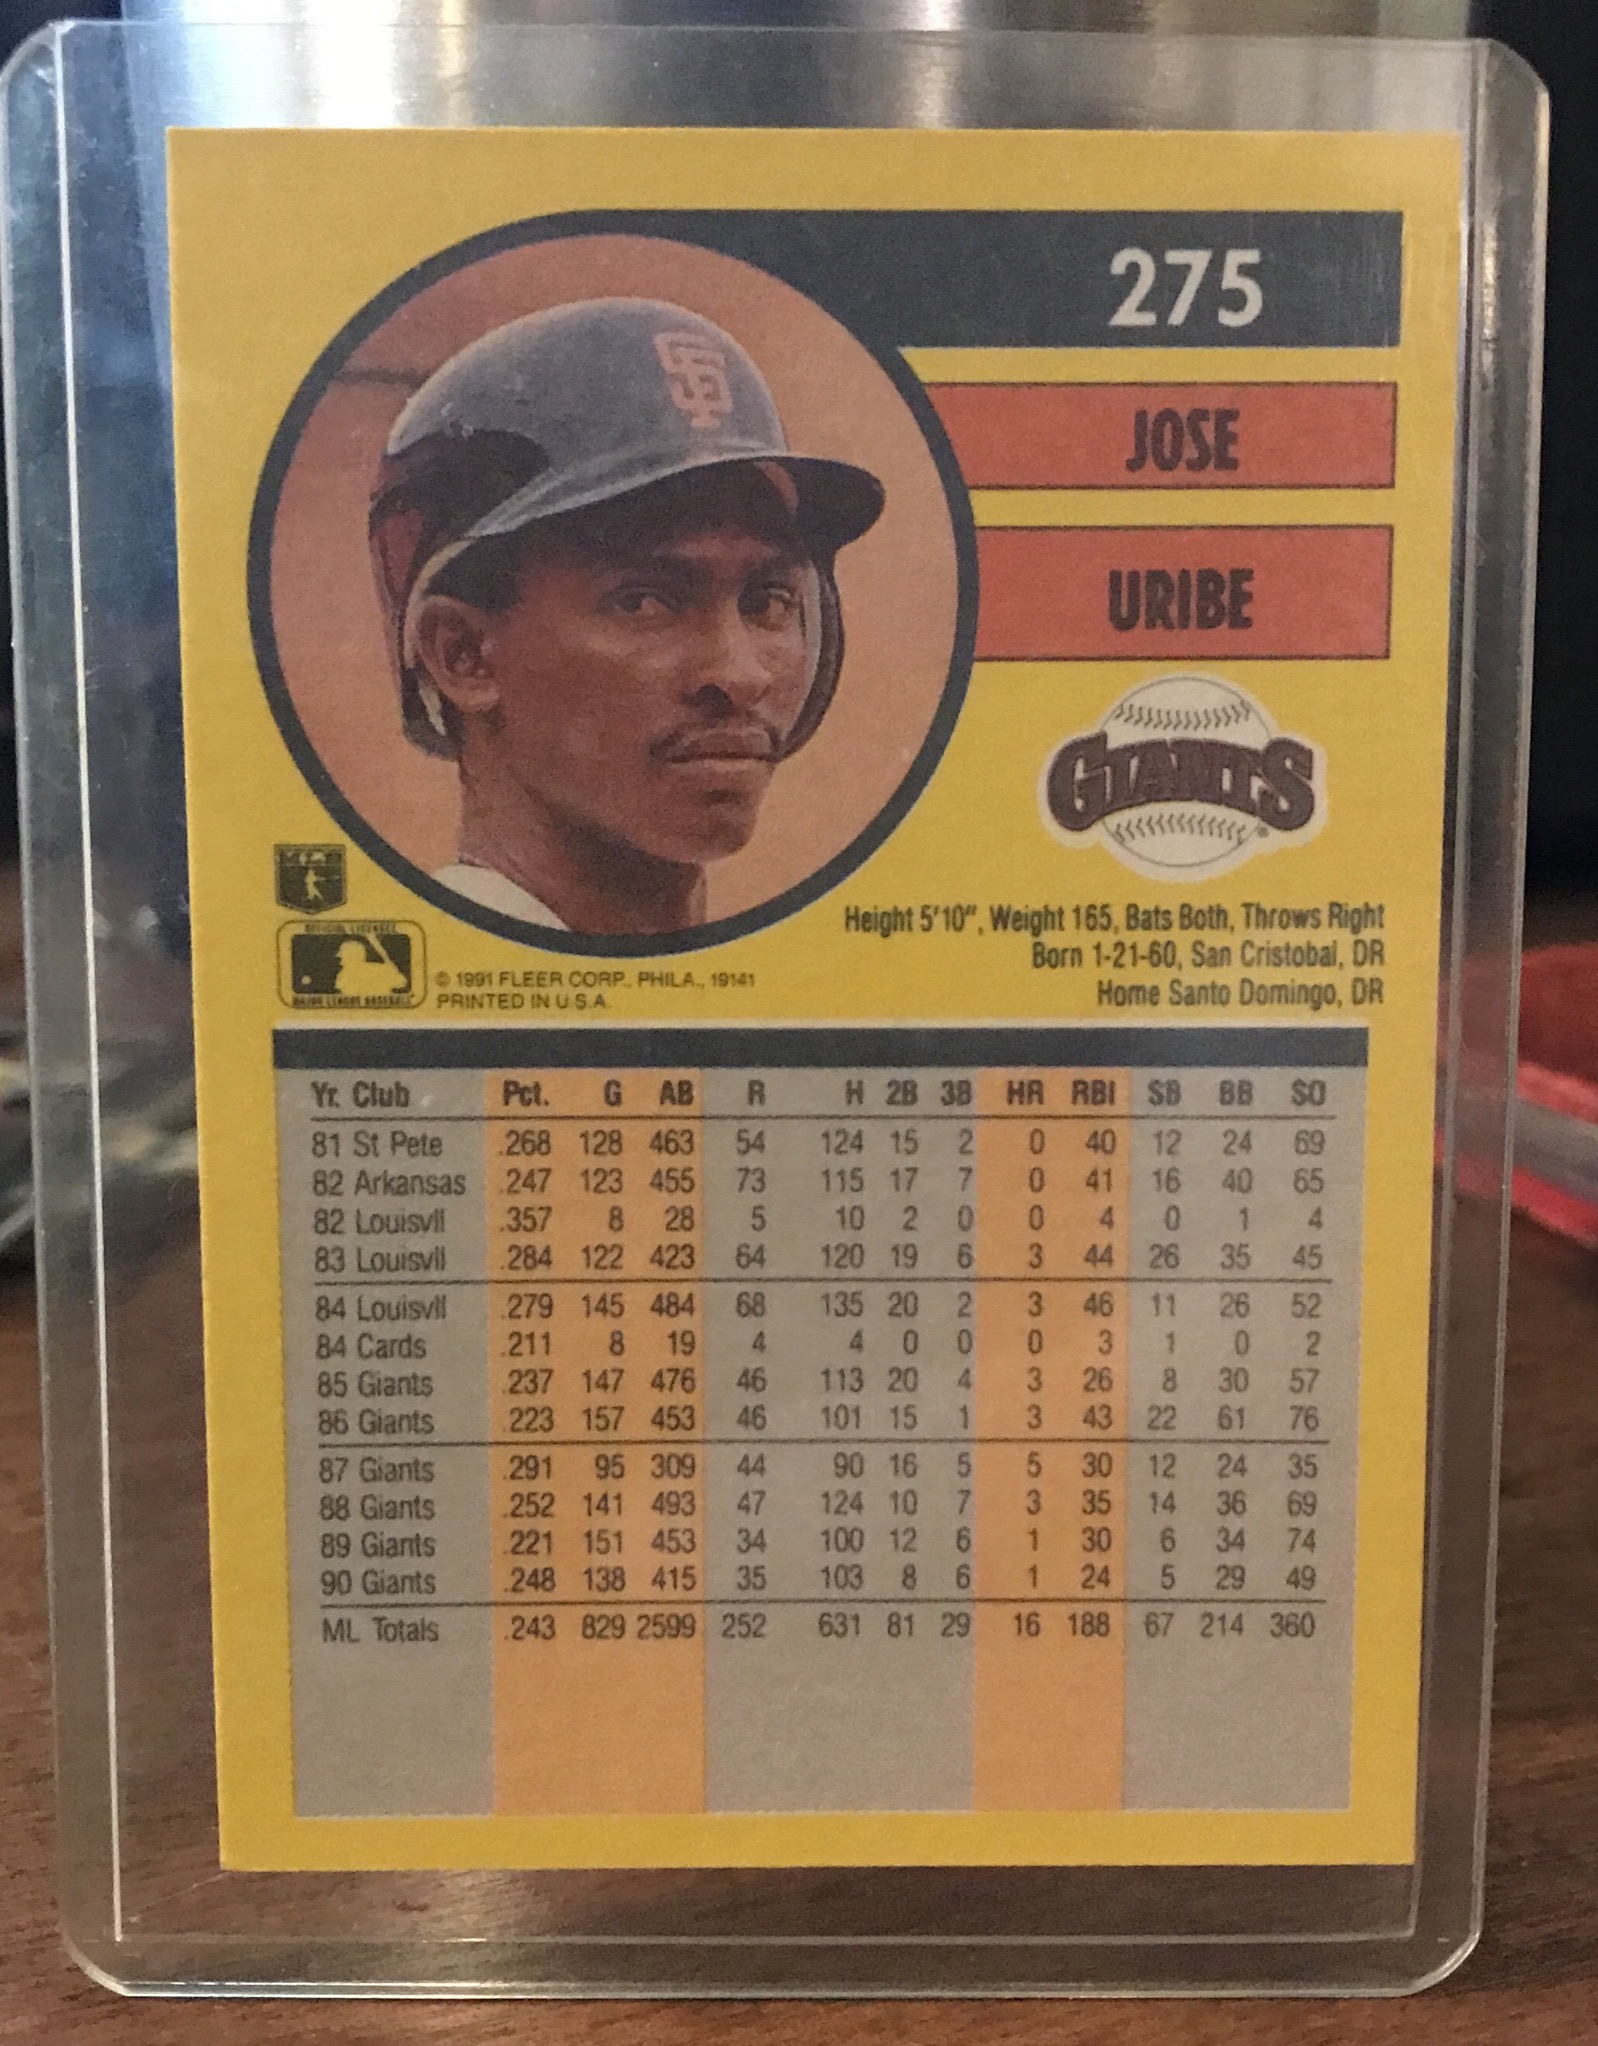 275
JOSE
URIBE
GIANTS
Height 5'10", Weight 165, Bats Both, Throws Right
Born 1-21-60, San Cristobal, DR
Home Santo Domingo, DR
MLB
OFFICIAL LICENSEE
MAJOR LEAGUE BASEBALL
© 1991 FLEER CORP., PHILA., 19141
PRINTED IN U.S.A.
Yr. Club Pct. G AB R H 2B 3B HR RBI SB BB SO
81 St Pete .268 128 463 54 124 15 2 0 40 12 24 69
82 Arkansas .247 123 455 73 115 17 7 0 41 16 40 65
82 Louisvll .357 8 28 5 10 2 0 0 4 0 1 4
83 Louisvll .284 122 423 64 120 19 6 3 44 26 35 45
84 Louisvll .279 145 484 68 135 20 2 3 46 11 26 52
84 Cards .211 8 19 4 4 0 0 0 3 1 0 2
85 Giants .237 147 476 46 113 20 4 3 26 8 30 57
86 Giants .223 157 453 46 101 15 1 3 43 22 61 76
87 Giants .291 95 309 44 90 16 5 5 30 12 24 35
88 Giants .252 141 493 47 124 10 7 3 35 14 36 69
89 Giants .221 151 453 34 100 12 6 1 30 6 34 74
90 Giants .248 138 415 35 103 8 6 1 24 5 29 49
ML Totals .243 829 2599 252 631 81 29 16 188 67 214 360